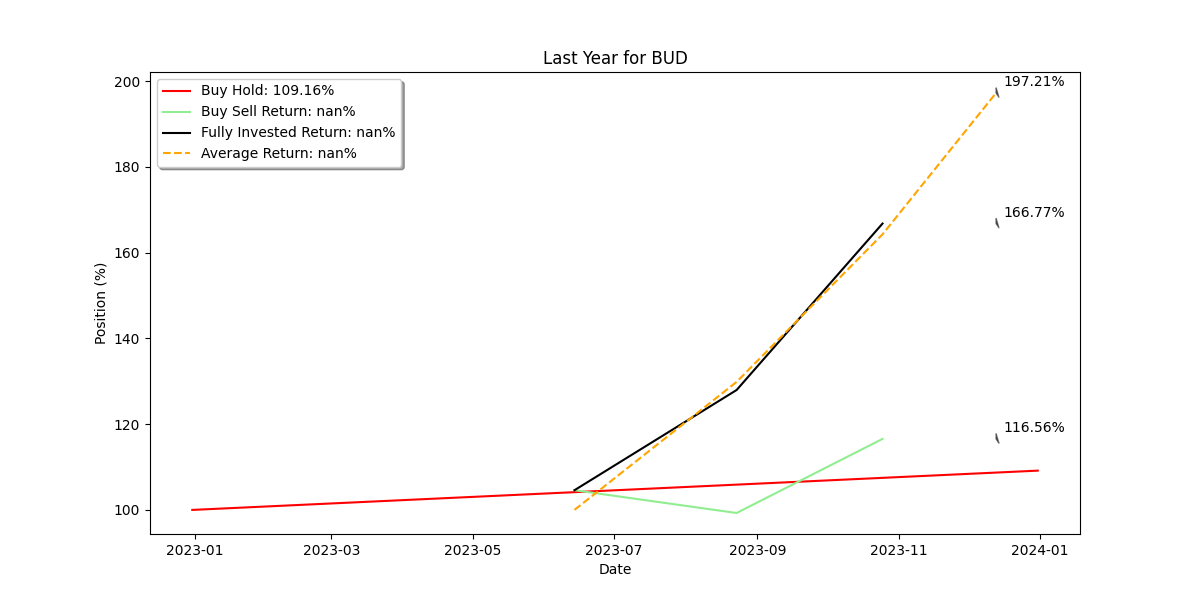 Last Year for BUD
Buy Hold: 109.16%
Buy Sell Return: nan%
Fully Invested Return: nan%
Average Return: nan%
197.21%
166.77%
116.56%
200
180
160
140
120
100
Position (%)
2023-01 2023-03 2023-05 2023-07 2023-09 2023-11 2024-01
Date